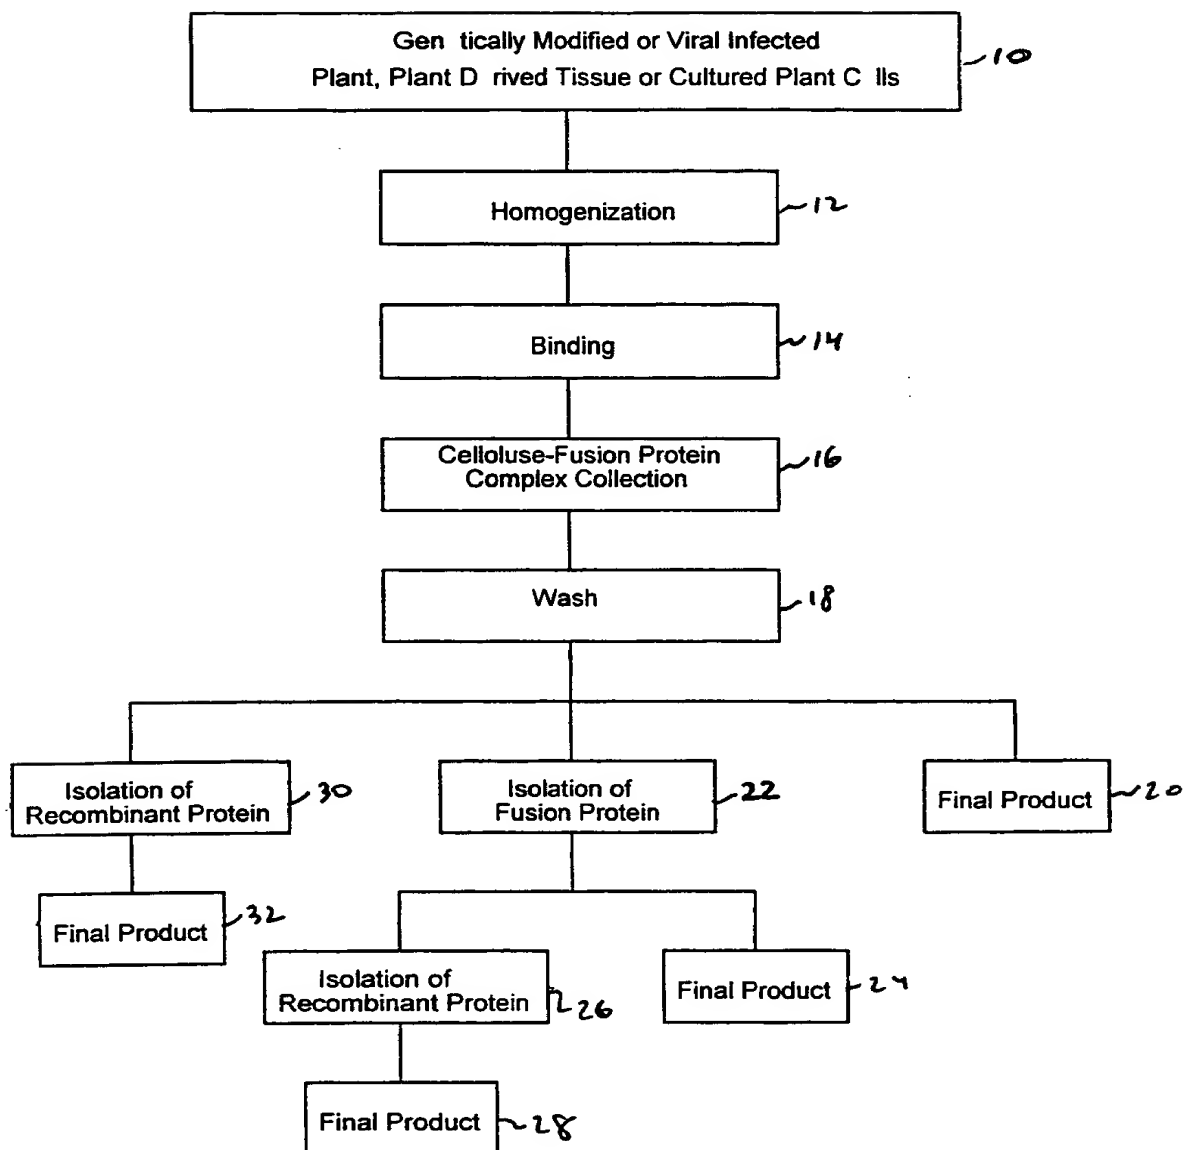 Gen tically Modified or Viral Infected
Plant, Plant D rived Tissue or Cultured Plant C lls
10
Homogenization
12
Binding
14
Celloluse-Fusion Protein
Complex Collection
16
Wash
18
Isolation of
Recombinant Protein
30
Isolation of
Fusion Protein
22
Final Product
20
Final Product
32
Isolation of
Recombinant Protein
26
Final Product
24
Final Product
28